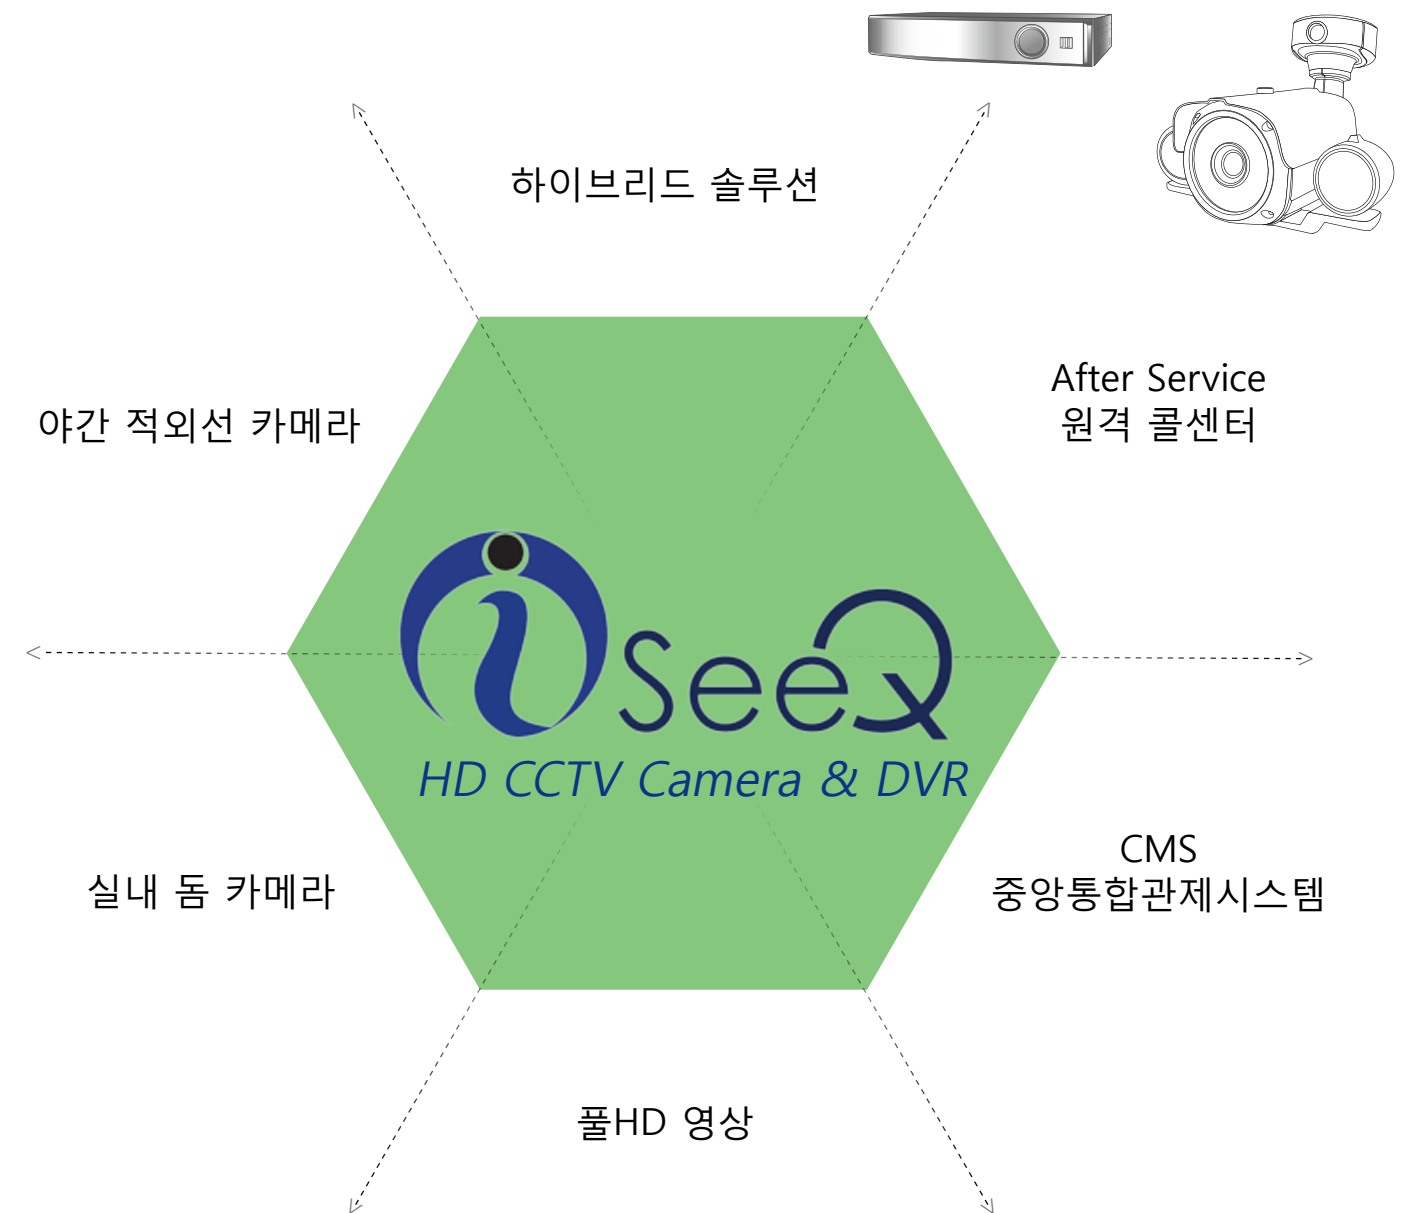 하이브리드 솔루션
After Service
원격 콜센터
야간 적외선 카메라
iSeeQ
HD CCTV Camera & DVR
CMS
중앙통합관제시스템
실내 돔 카메라
풀HD 영상